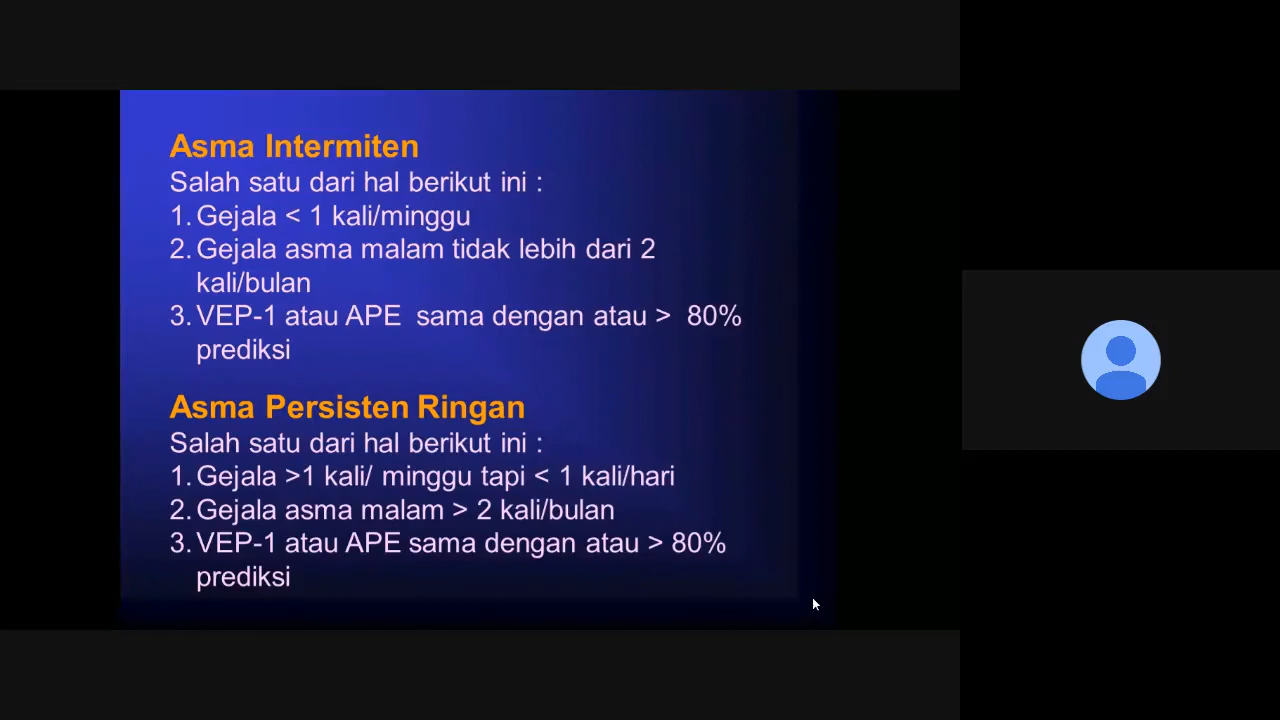 Asma Intermiten
Salah satu dari hal berikut ini :
1. Gejala < 1 kali/minggu
2. Gejala asma malam tidak lebih dari 2
kali/bulan
3. VEP-1 atau APE sama dengan atau > 80%
prediksi
Asma Persisten Ringan
Salah satu dari hal berikut ini :
1. Gejala >1 kali/ minggu tapi < 1 kali/hari
2. Gejala asma malam > 2 kali/bulan
3. VEP-1 atau APE sama dengan atau > 80%
prediksi